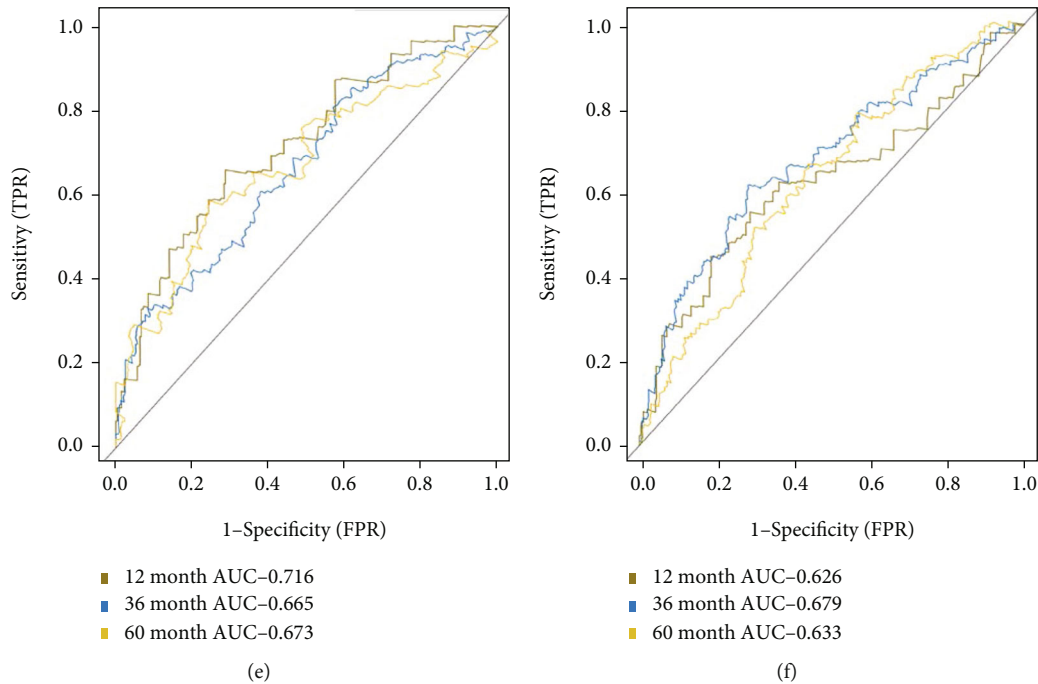 1.0
0.8
0.6
0.4
0.2
0.0
Sensitivy (TPR)
0.0 0.2 0.4 0.6 0.8 1.0
1–Specificity (FPR)
12 month AUC–0.716
36 month AUC–0.665
60 month AUC–0.673
(e)
1.0
0.8
0.6
0.4
0.2
0.0
Sensitivy (TPR)
0.0 0.2 0.4 0.6 0.8 1.0
1–Specificity (FPR)
12 month AUC–0.626
36 month AUC–0.679
60 month AUC–0.633
(f)